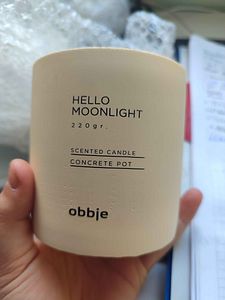 HELLO
MOONLIGHT
220gr.
SCENTED CANDLE
CONCRETE POT
obbje